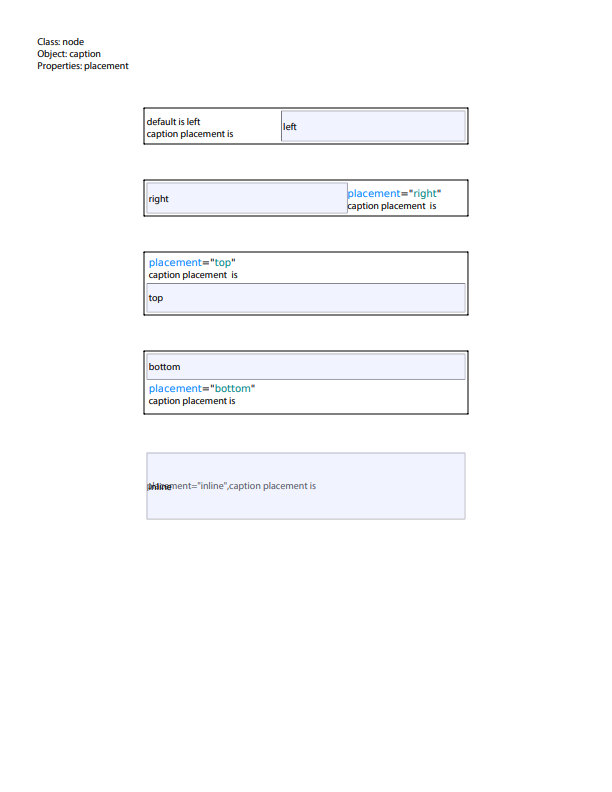 Class: node
Object: caption
Properties: placement
default is left
caption placement is
left
right
placement="right"
caption placement  is
placement="top"
caption placement  is
top
bottom
placement="bottom"
caption placement is
placement="inline",caption placement is
inline